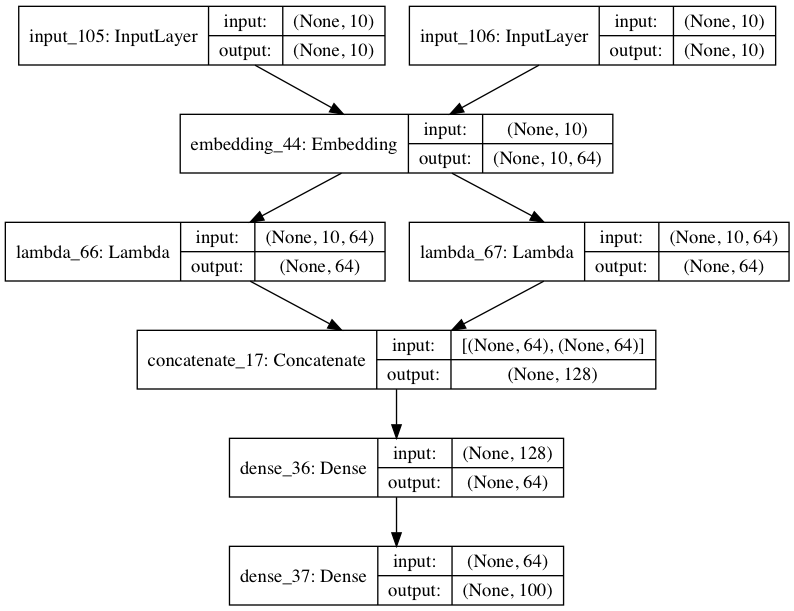 input_105: InputLayer
input: (None, 10)
output: (None, 10)
input_106: InputLayer
input: (None, 10)
output: (None, 10)
embedding_44: Embedding
input: (None, 10)
output: (None, 10, 64)
lambda_66: Lambda
input: (None, 10, 64)
output: (None, 64)
lambda_67: Lambda
input: (None, 10, 64)
output: (None, 64)
concatenate_17: Concatenate
input: [(None, 64), (None, 64)]
output: (None, 128)
dense_36: Dense
input: (None, 128)
output: (None, 64)
dense_37: Dense
input: (None, 64)
output: (None, 100)